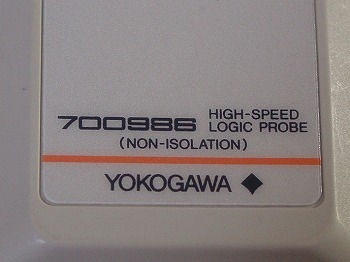 700986 HIGH-SPEED
LOGIC PROBE
(NON-ISOLATION)
YOKOGAWA ◆